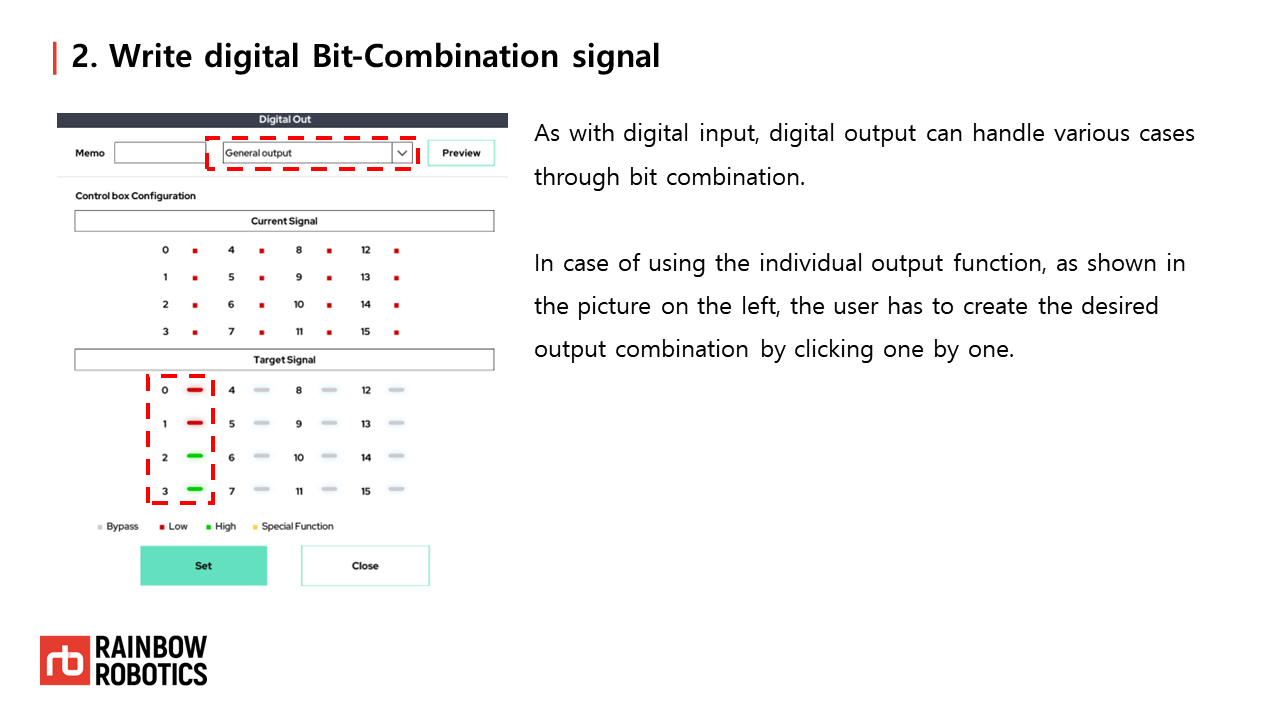 2. Write digital Bit-Combination signal
Digital Out
Memo General output Preview
Control box Configuration
Current Signal
0 4 8 12
1 5 9 13
2 6 10 14
3 7 11 15
Target Signal
0 4 8 12
1 5 9 13
2 6 10 14
3 7 11 15
Bypass Low High Special Function
Set Close
As with digital input, digital output can handle various cases
through bit combination.
In case of using the individual output function, as shown in
the picture on the left, the user has to create the desired
output combination by clicking one by one.
rb RAINBOW
ROBOTICS